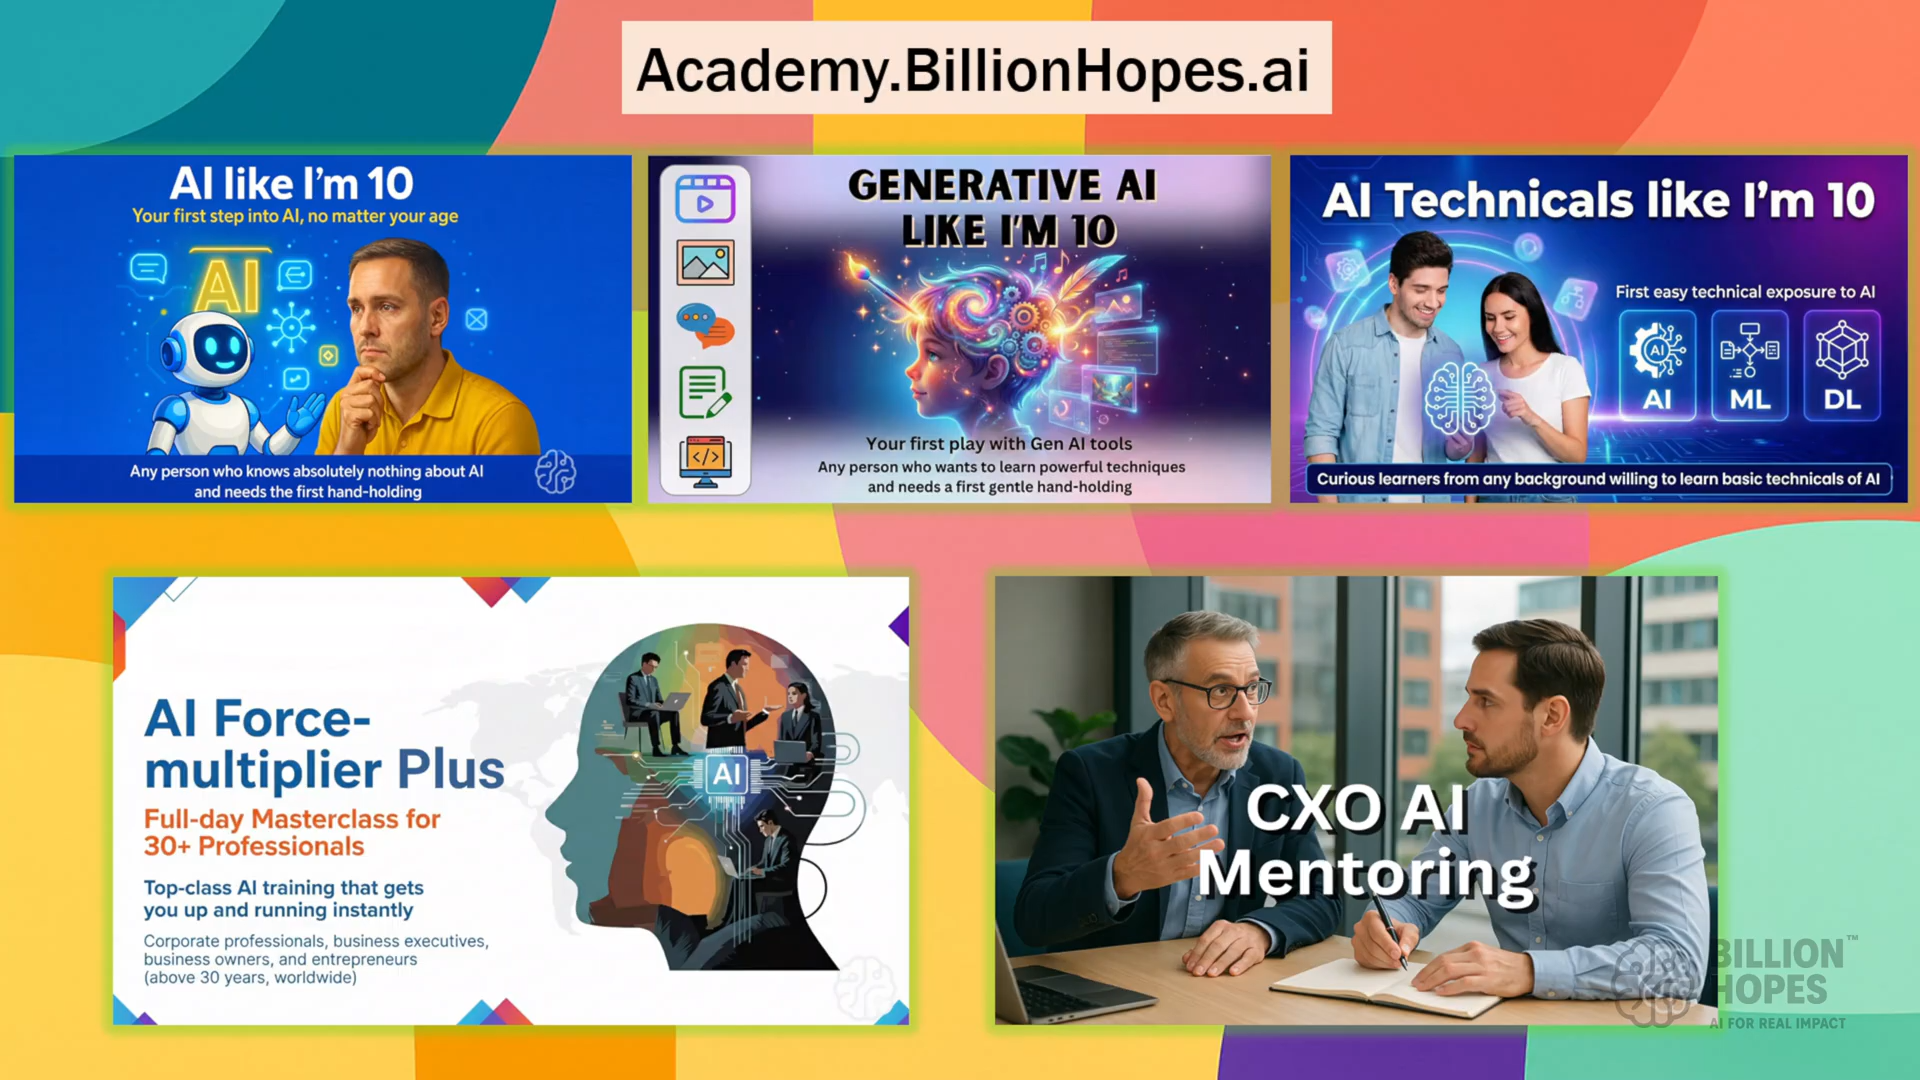 Academy.BillionHopes.ai
AI like I'm 10
Your first step into AI, no matter your age
AI
Any person who knows absolutely nothing about AI
and needs the first hand-holding
GENERATIVE AI
LIKE I'M 10
</>
Your first play with Gen AI tools
Any person who wants to learn powerful techniques
and needs a first gentle hand-holding
AI Technicals like I'm 10
First easy technical exposure to AI
AI
AI ML DL
Curious learners from any background willing to learn basic technicals of AI
AI Force-
multiplier Plus
Full-day Masterclass for
30+ Professionals
Top-class AI training that gets
you up and running instantly
Corporate professionals, business executives,
business owners, and entrepreneurs
(above 30 years, worldwide)
AI
CXO AI
Mentoring
AI
BILLION™
HOPES
AI FOR REAL IMPACT